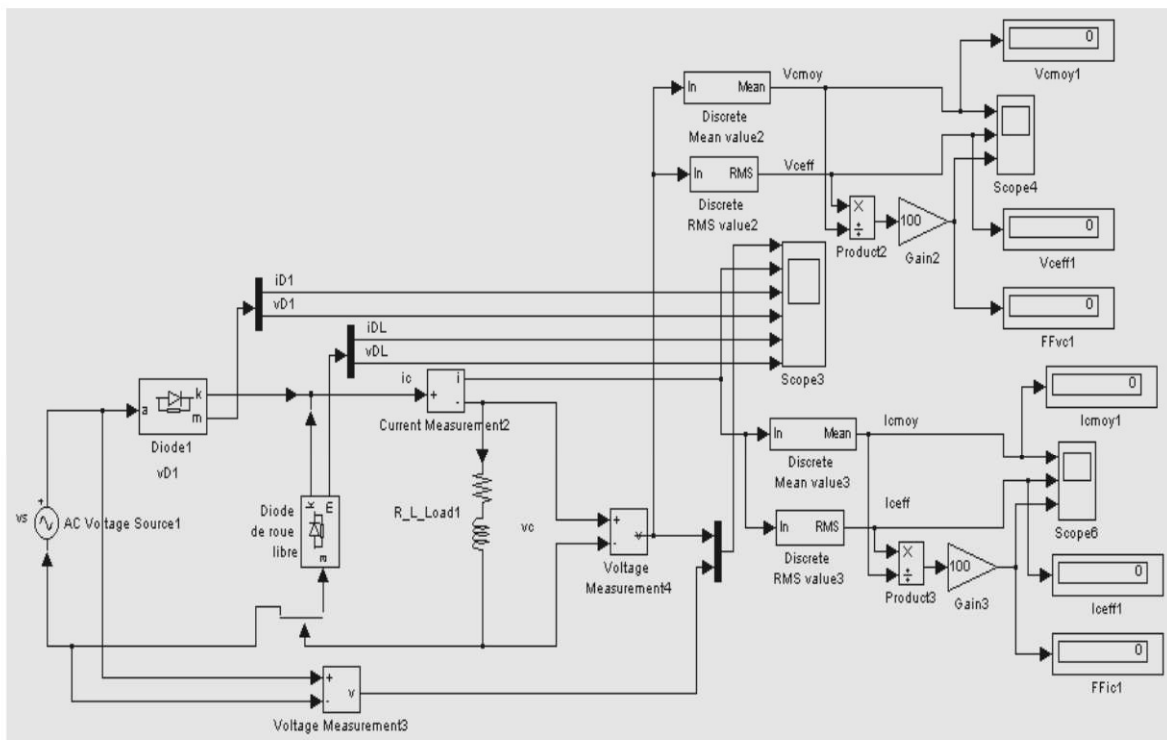 0
Vcmoy1
Vcmoy
In Mean
Discrete
Mean value2
Scope4
Vceff
In RMS
Discrete
RMS value2
×
÷
Product2
100
Gain2
0
Vceff1
0
FFvc1
iD1
vD1
iDL
vDL
Scope3
a
k
m
Diode1
vD1
ic
+
i
-
Current Measurement2
0
Icmoy1
Icmoy
In Mean
Discrete
Mean value3
Scope6
Iceff
In RMS
Discrete
RMS value3
×
÷
Product3
100
Gain3
0
Iceff1
0
FFic1
vs
+
AC Voltage Source1
Diode
de roue
libre
k
m
a
R_L_Load1
vc
+
-
v
Voltage
Measurement4
+
-
v
Voltage Measurement3